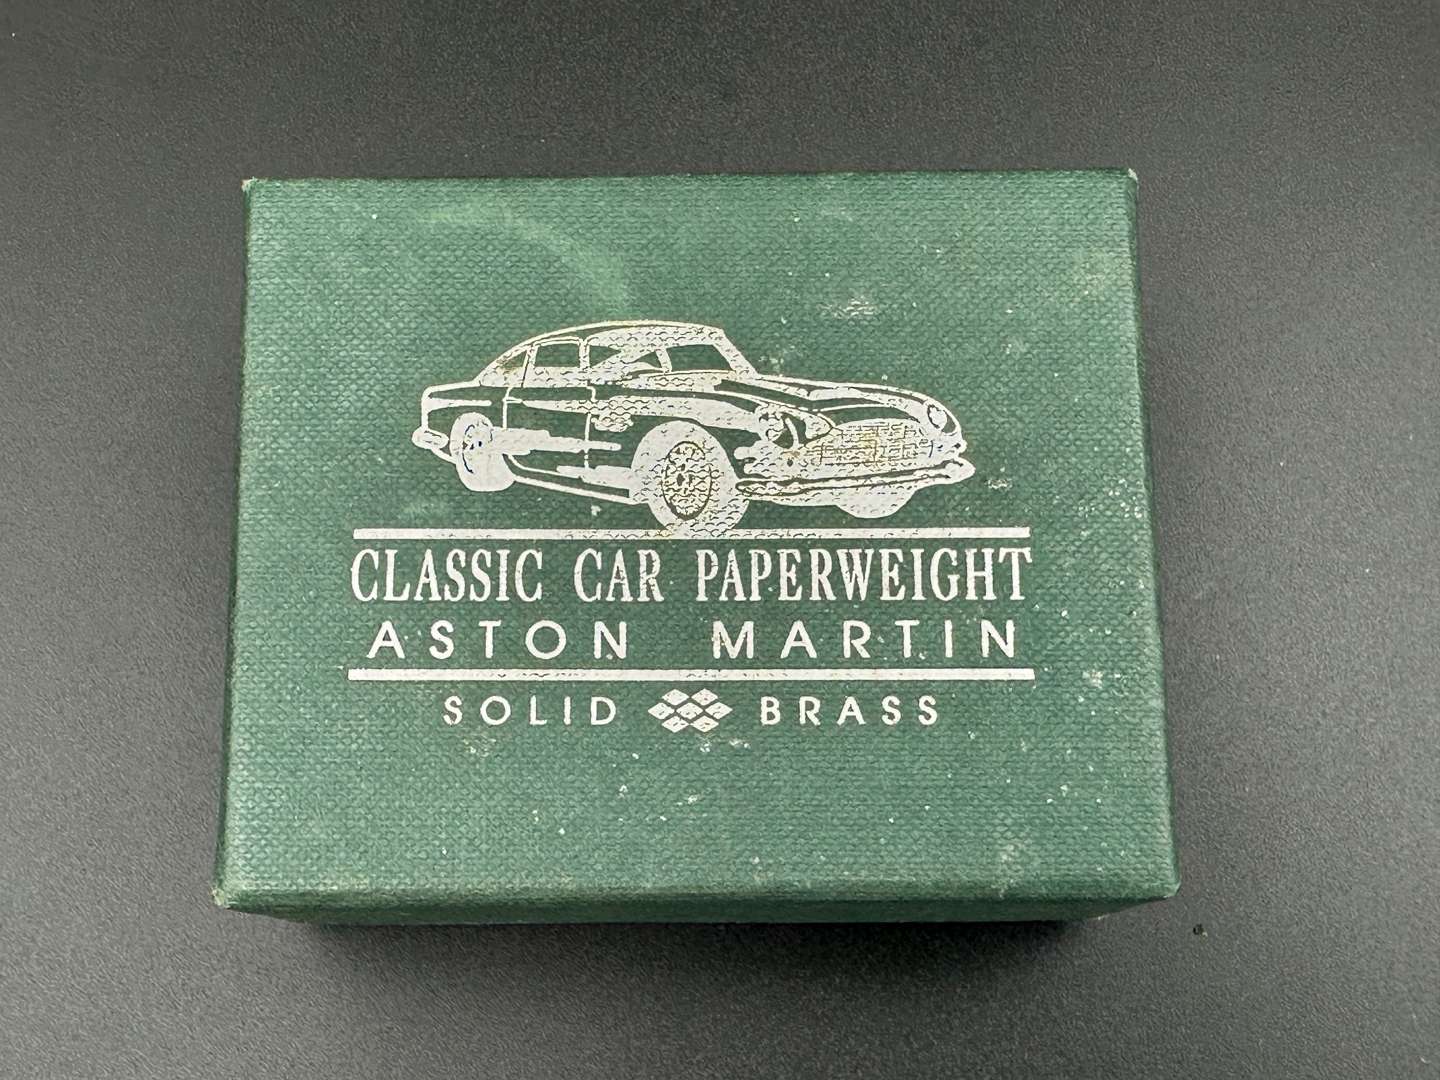 CLASSIC CAR PAPERWEIGHT
ASTON MARTIN
SOLID BRASS